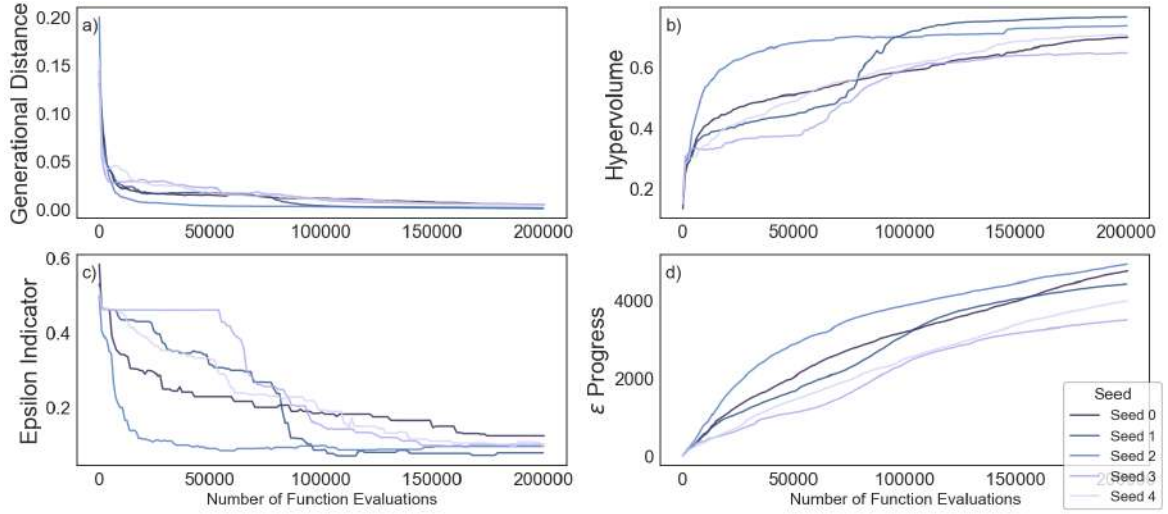 Generational Distance
0.20
0.15
0.10
0.05
0.00
a)
0 50000 100000 150000 200000
Hypervolume
0.6
0.4
0.2
b)
0 50000 100000 150000 200000
Epsilon Indicator
0.6
0.4
0.2
c)
0 50000 100000 150000 200000
Number of Function Evaluations
ε Progress
4000
2000
0
d)
0 50000 100000 150000 200000
Number of Function Evaluations
Seed
Seed 0
Seed 1
Seed 2
Seed 3
Seed 4